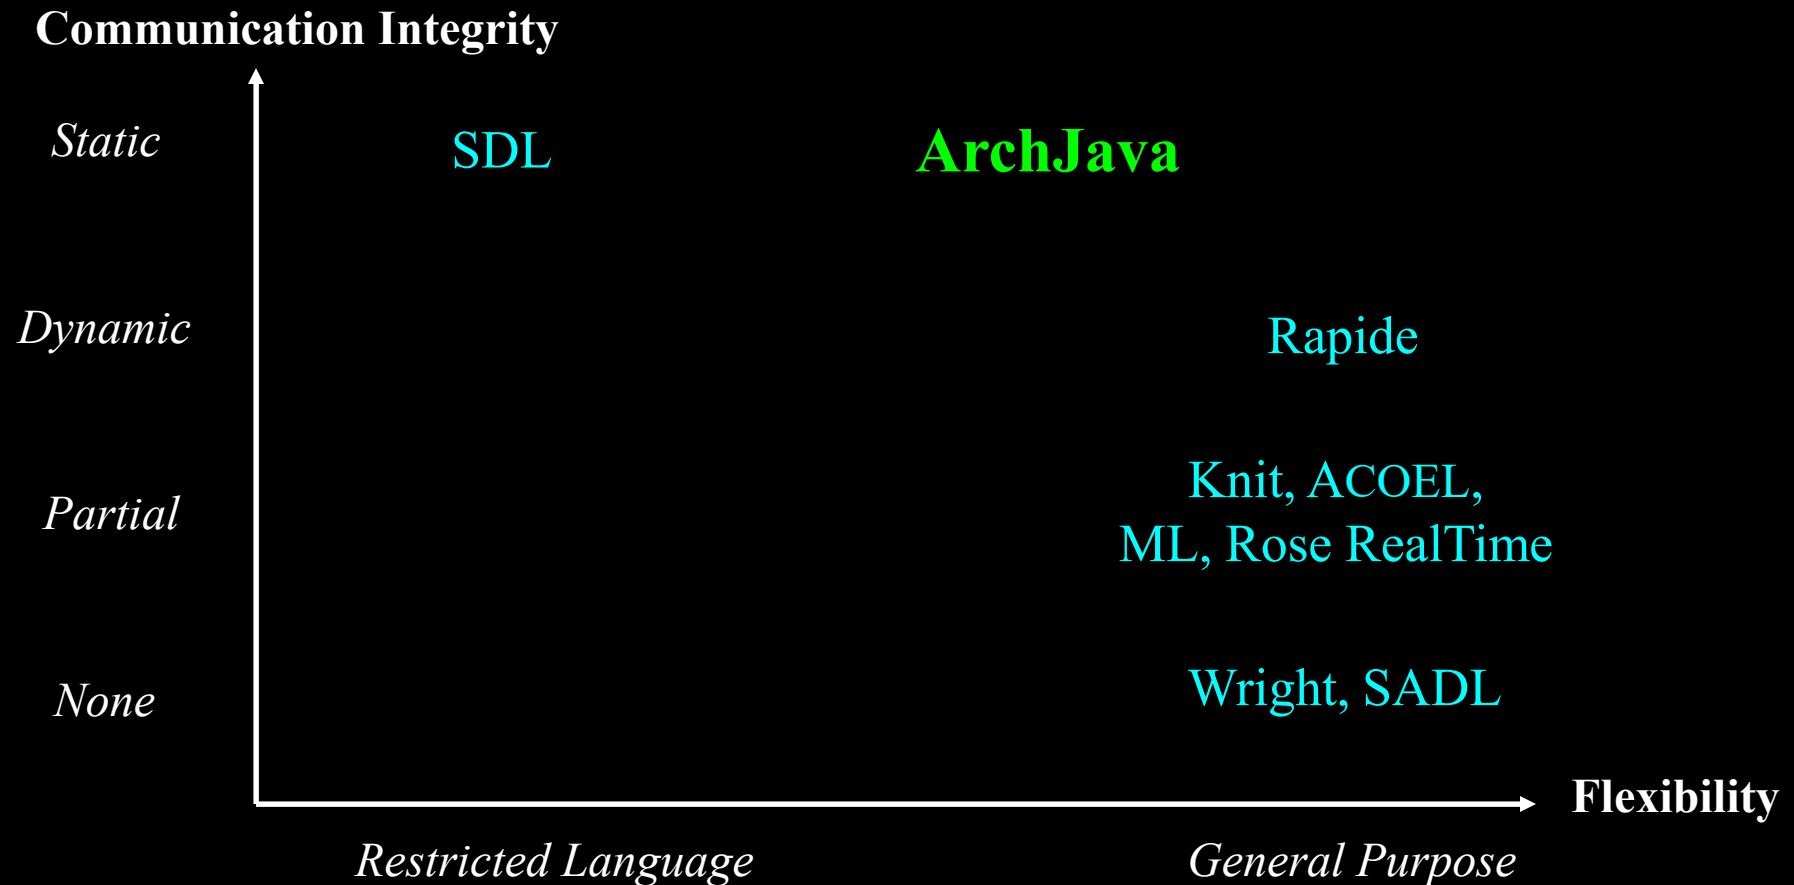 Communication Integrity
Static
SDL
ArchJava
Dynamic
Rapide
Partial
Knit, ACOEL,
ML, Rose RealTime
None
Wright, SADL
Flexibility
Restricted Language
General Purpose